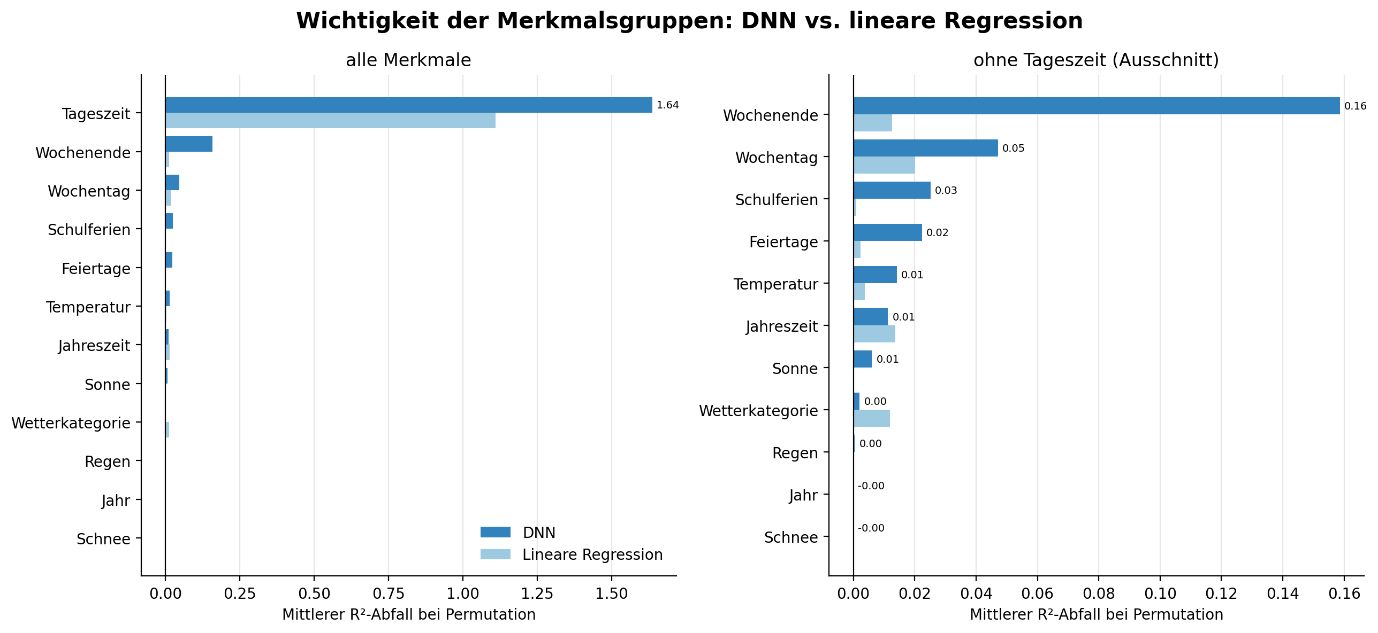 Wichtigkeit der Merkmalsgruppen: DNN vs. lineare Regression
alle Merkmale
Tageszeit
1.64
Wochenende
Wochentag
Schulferien
Feiertage
Temperatur
Jahreszeit
Sonne
Wetterkategorie
Regen
Jahr
Schnee
DNN
Lineare Regression
0.00 0.25 0.50 0.75 1.00 1.25 1.50
Mittlerer R²-Abfall bei Permutation
ohne Tageszeit (Ausschnitt)
Wochenende 0.16
Wochentag 0.05
Schulferien 0.03
Feiertage 0.02
Temperatur 0.01
Jahreszeit 0.01
Sonne 0.01
Wetterkategorie 0.00
Regen 0.00
Jahr -0.00
Schnee -0.00
0.00 0.02 0.04 0.06 0.08 0.10 0.12 0.14 0.16
Mittlerer R²-Abfall bei Permutation